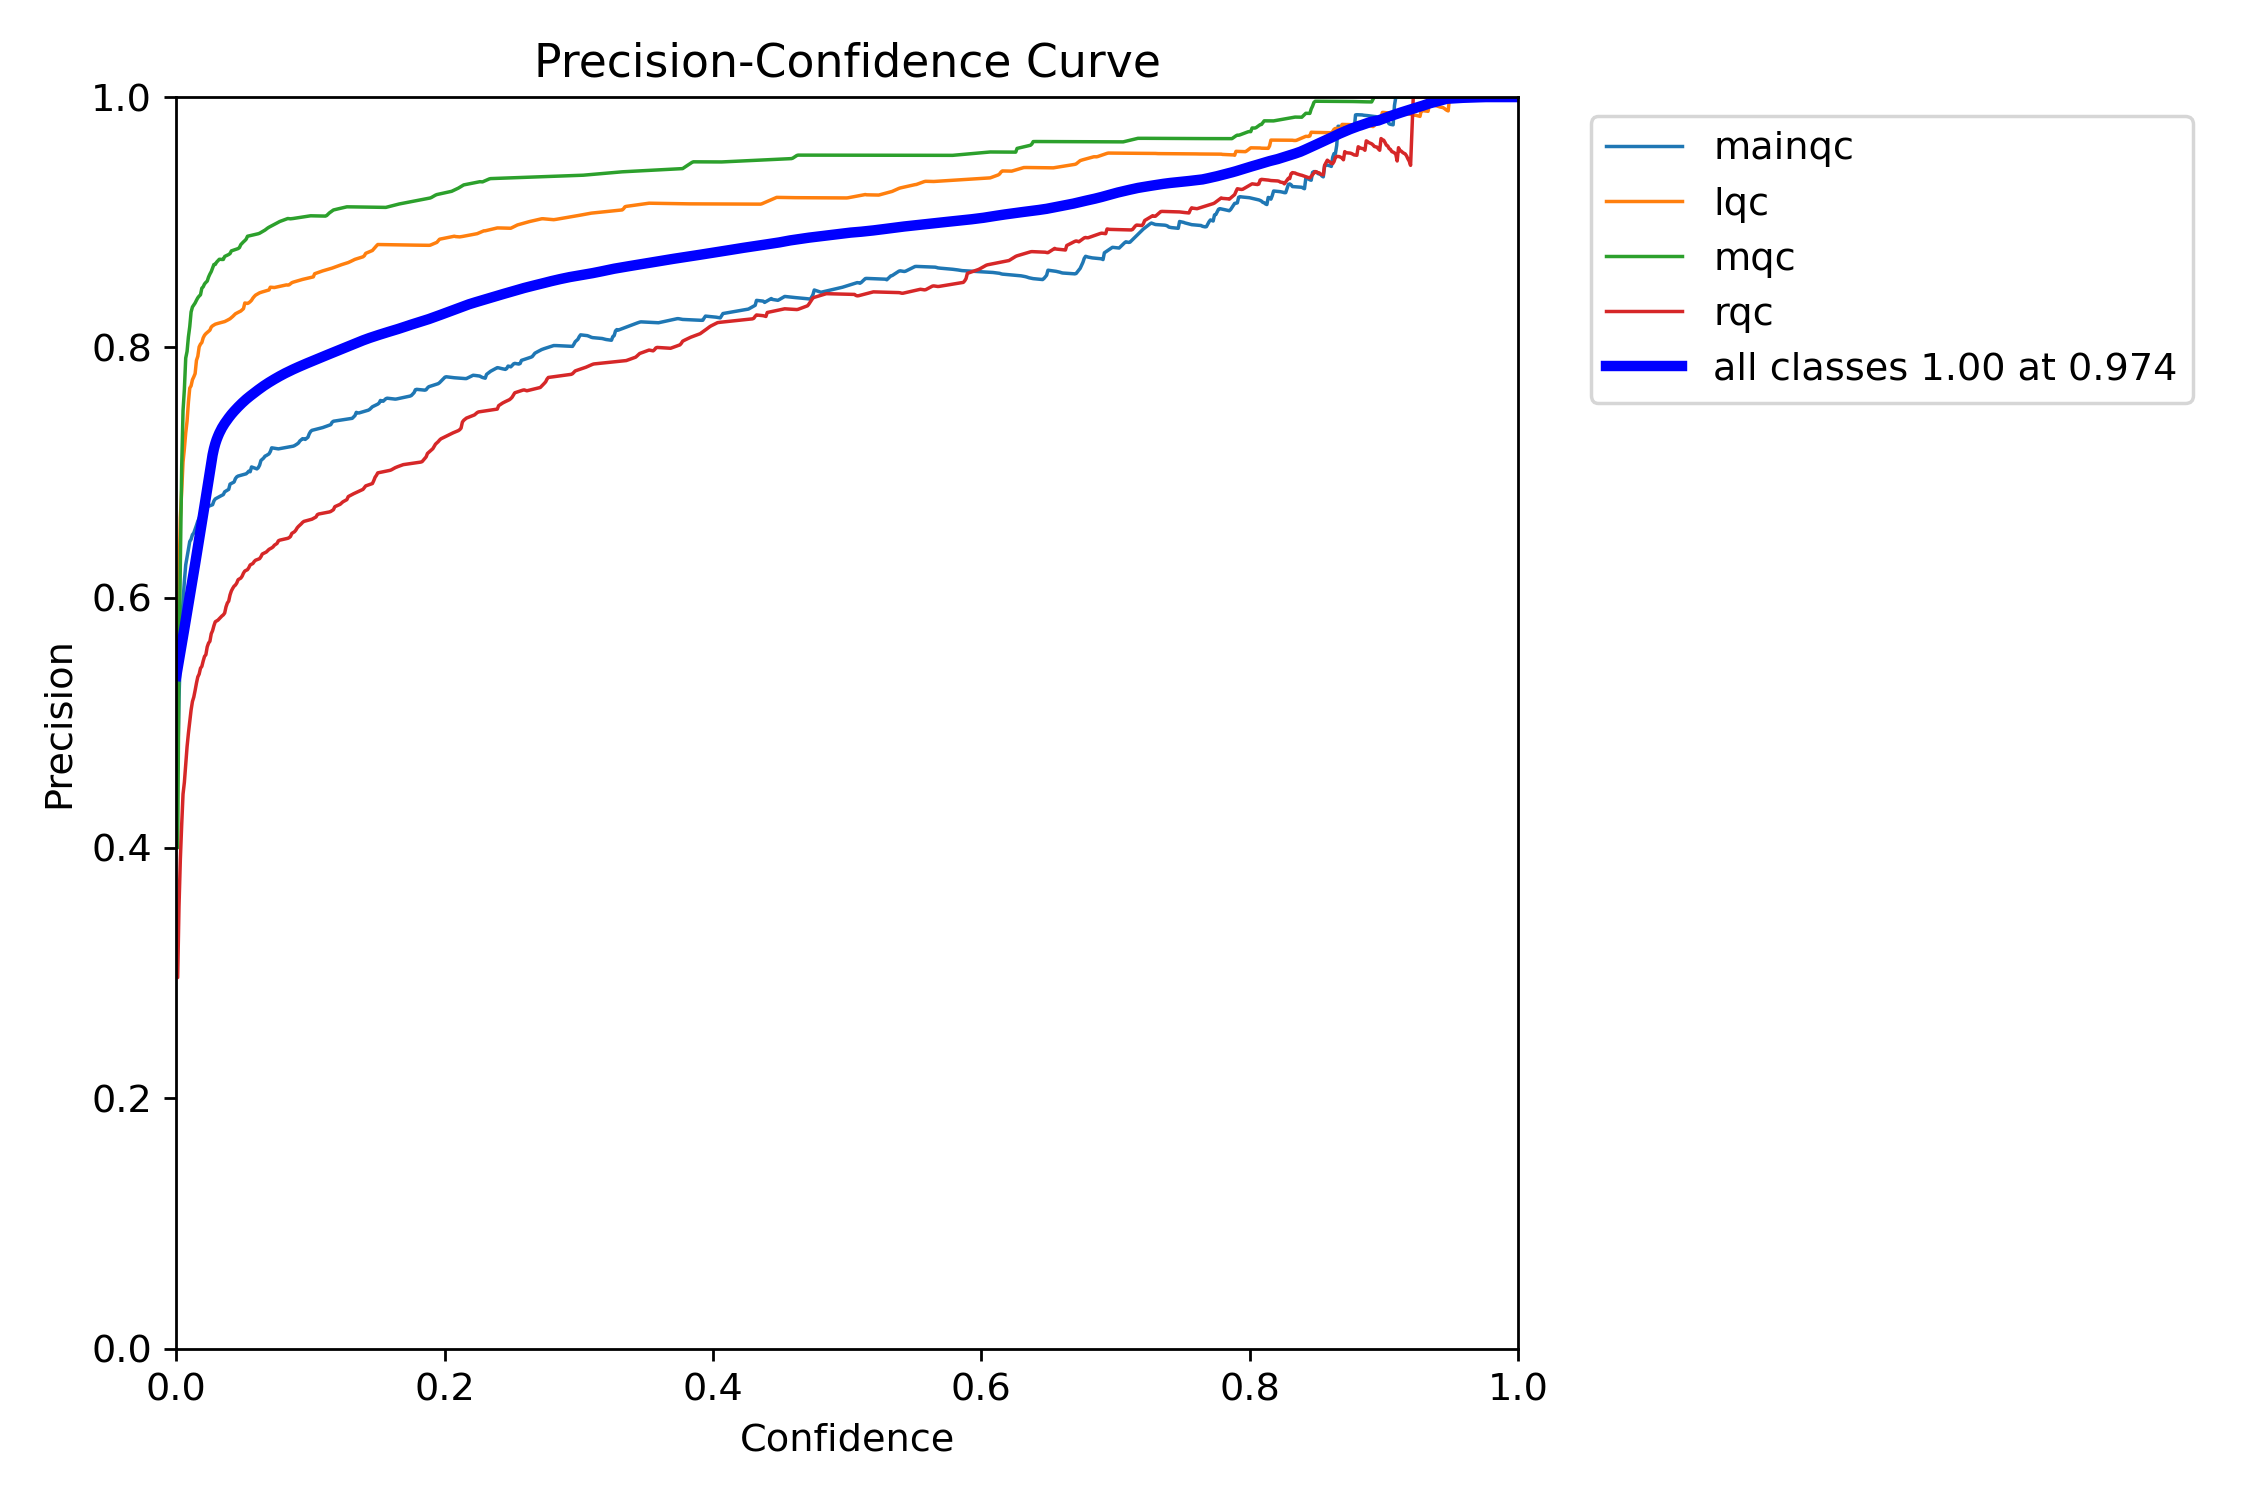 Precision-Confidence Curve
1.0
0.8
0.6
0.4
0.2
0.0
Precision
0.0 0.2 0.4 0.6 0.8 1.0
Confidence
mainqc
lqc
mqc
rqc
all classes 1.00 at 0.974